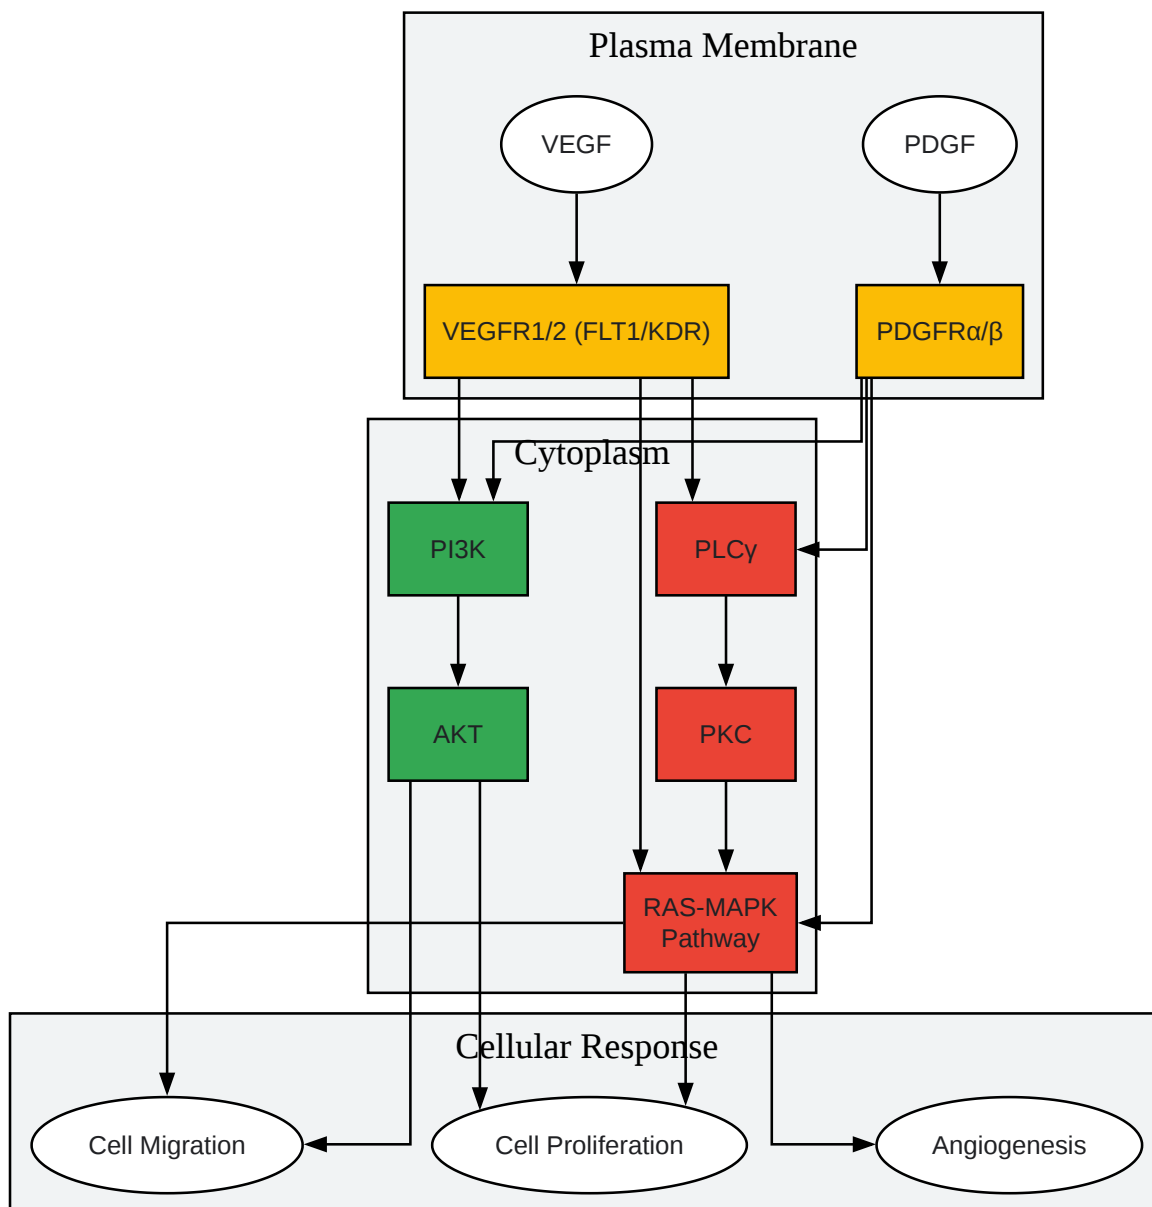 Plasma Membrane
VEGF
PDGF
VEGFR1/2 (FLT1/KDR)
PDGFRα/β
Cytoplasm
PI3K
PLCγ
AKT
PKC
RAS-MAPK
Pathway
Cellular Response
Cell Migration
Cell Proliferation
Angiogenesis